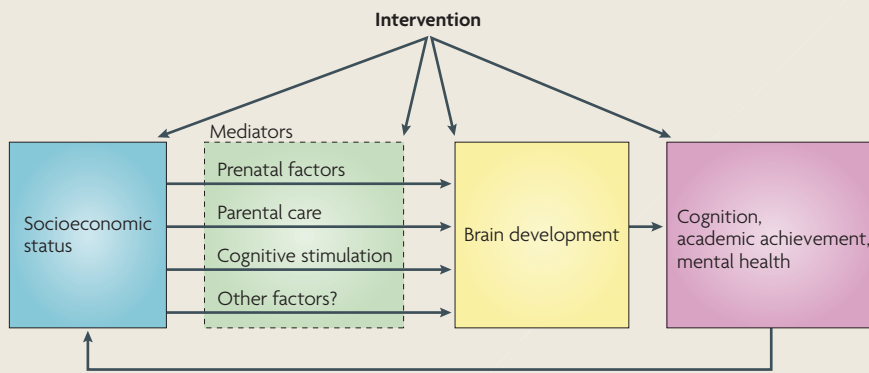 Intervention
Mediators
Prenatal factors
Parental care
Cognitive stimulation
Other factors?
Socioeconomic
status
Brain development
Cognition,
academic achievement,
mental health